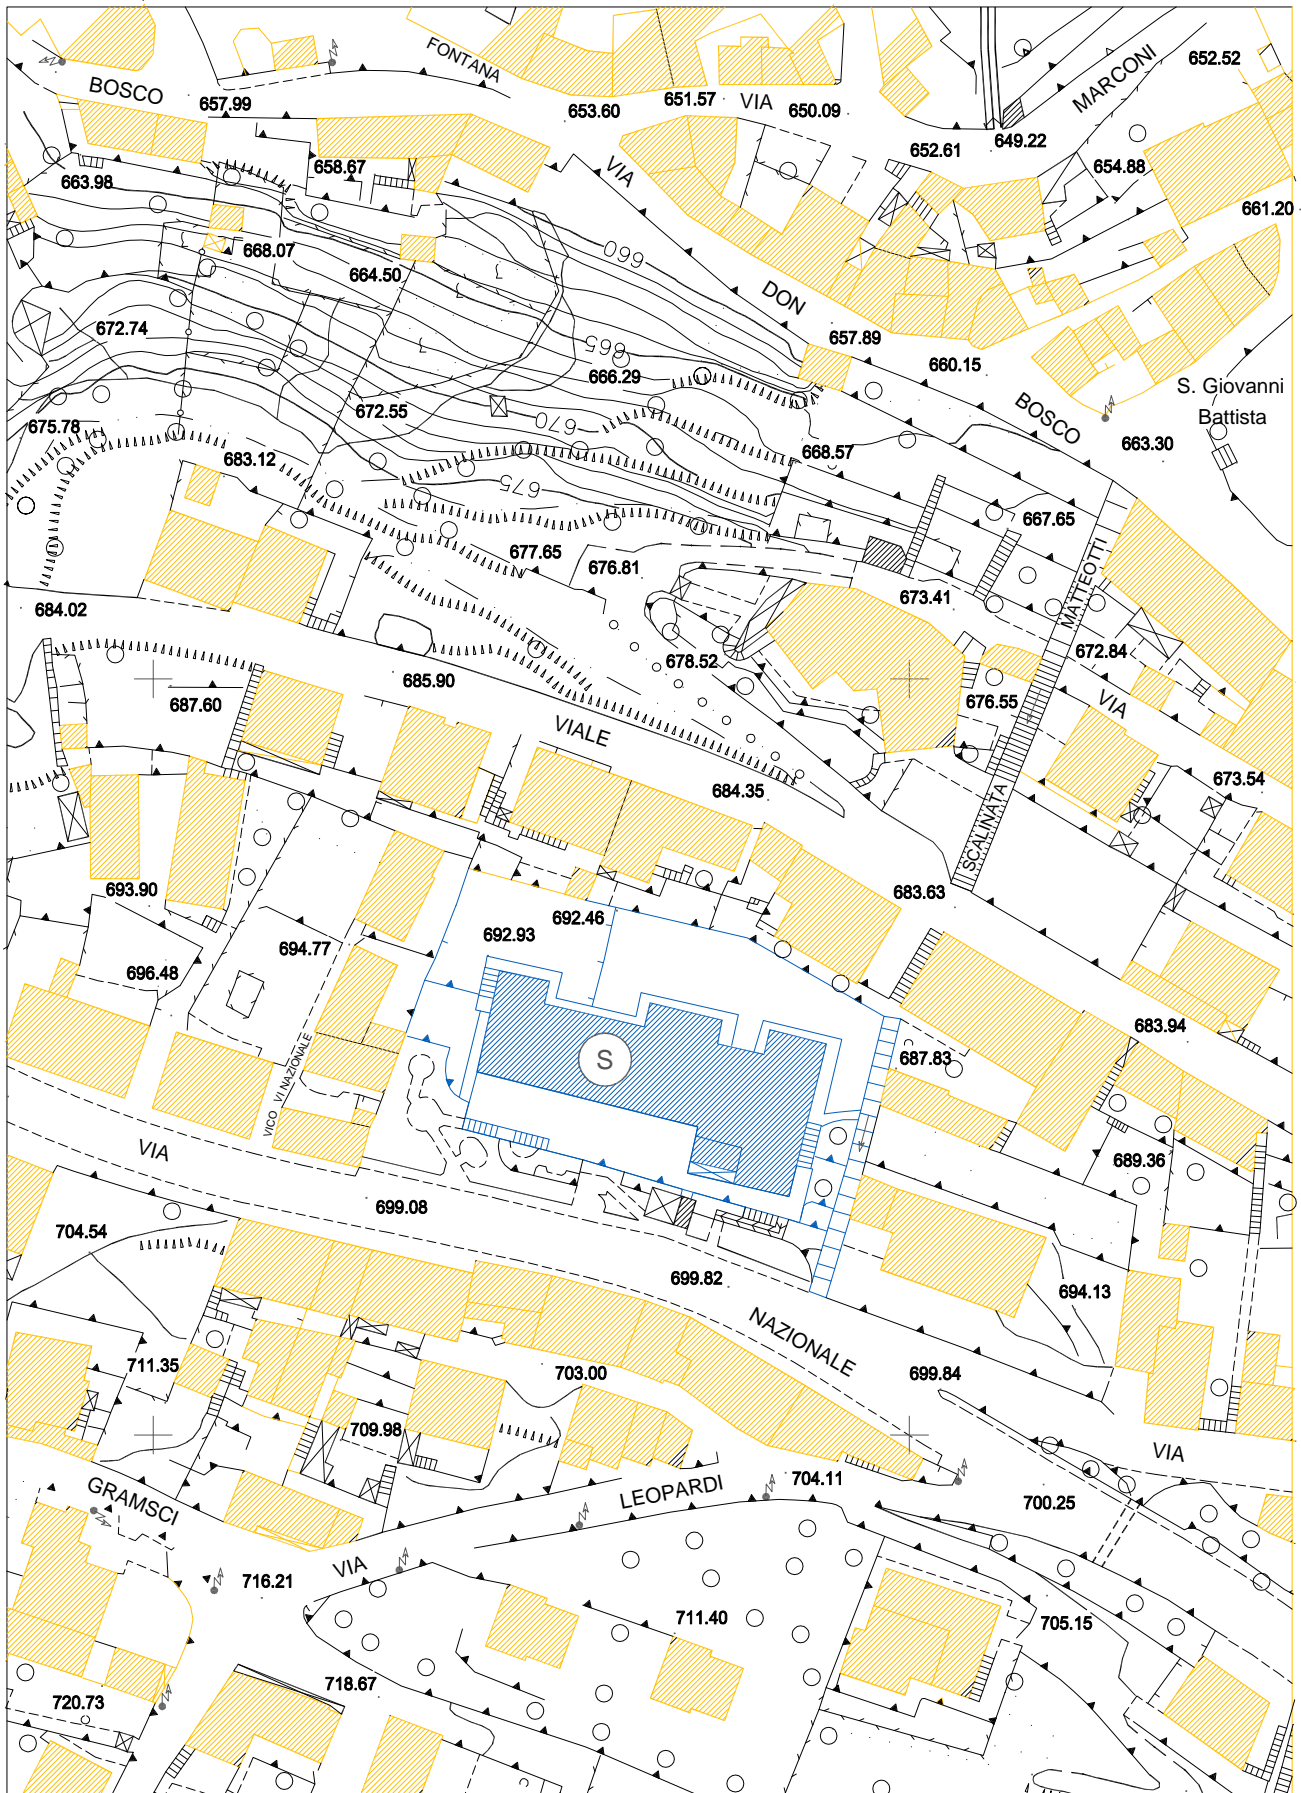 FONTANA
652.52
MARCONI
BOSCO
657.99
653.60
651.57
VIA
650.09
649.22
652.61
654.88
658.67
VIA
663.98
661.20
668.07
660
664.50
DON
672.74
657.89
665
660.15
666.29
S. Giovanni
Battista
672.55
BOSCO
670
675.78
683.12
668.57
663.30
675
667.65
677.65
676.81
MATTEOTTI
673.41
684.02
678.52
672.84
685.90
687.60
676.55
VIA
VIALE
684.35
673.54
SCALINATA
693.90
683.63
692.46
692.93
694.77
696.48
683.94
S
687.83
VICO VI NAZIONALE
VIA
689.36
699.08
704.54
699.82
694.13
NAZIONALE
711.35
703.00
699.84
709.98
VIA
GRAMSCI
LEOPARDI
704.11
700.25
VIA
716.21
711.40
705.15
718.67
720.73